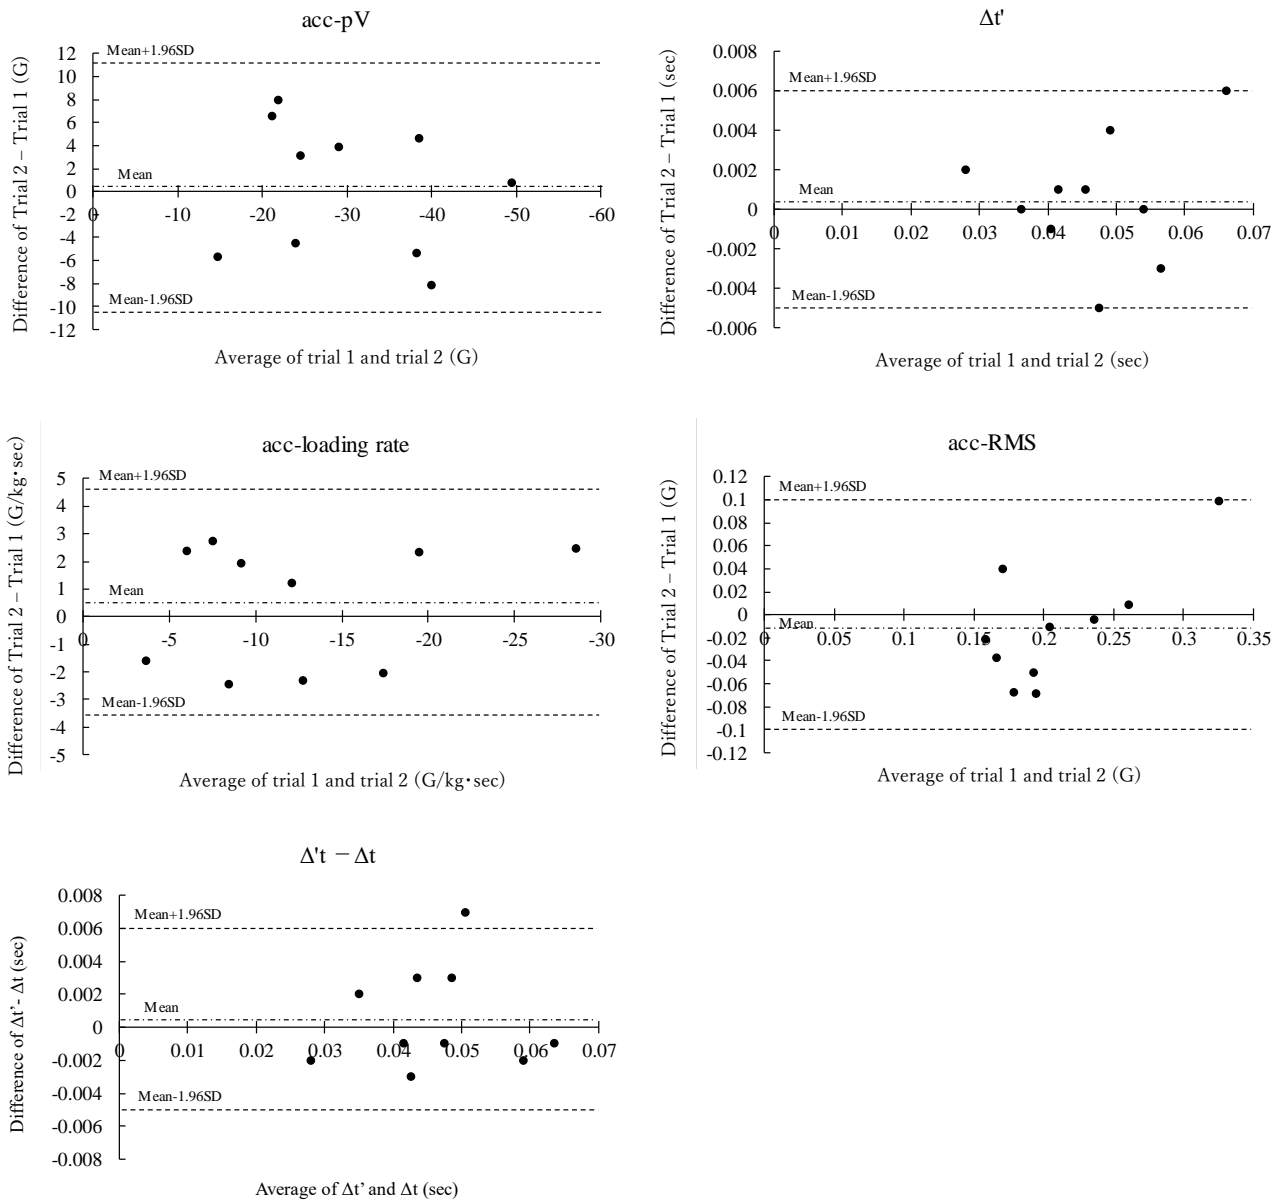 acc-pV
Difference of Trial 2 – Trial 1 (G)
12
10
8
6
4
2
0
-2
-4
-6
-8
-10
-12
Mean+1.96SD
Mean
Mean-1.96SD
0 -10 -20 -30 -40 -50 -60
Average of trial 1 and trial 2 (G)
Δt'
Difference of Trial 2 – Trial 1 (sec)
0.008
0.006
0.004
0.002
0
-0.002
-0.004
-0.006
Mean+1.96SD
Mean
Mean-1.96SD
0 0.01 0.02 0.03 0.04 0.05 0.06 0.07
Average of trial 1 and trial 2 (sec)
acc-loading rate
Difference of Trial 2 – Trial 1 (G/kg・sec)
5
4
3
2
1
0
-1
-2
-3
-4
-5
Mean+1.96SD
Mean
Mean-1.96SD
0 -5 -10 -15 -20 -25 -30
Average of trial 1 and trial 2 (G/kg・sec)
acc-RMS
Difference of Trial 2 – Trial 1 (G)
0.12
0.1
0.08
0.06
0.04
0.02
0
-0.02
-0.04
-0.06
-0.08
-0.1
-0.12
Mean+1.96SD
Mean
Mean-1.96SD
0 0.05 0.1 0.15 0.2 0.25 0.3 0.35
Average of trial 1 and trial 2 (G)
Δ't − Δt
Difference of Δt’- Δt (sec)
0.008
0.006
0.004
0.002
0
-0.002
-0.004
-0.006
-0.008
Mean+1.96SD
Mean
Mean-1.96SD
0 0.01 0.02 0.03 0.04 0.05 0.06 0.07
Average of Δt’ and Δt (sec)